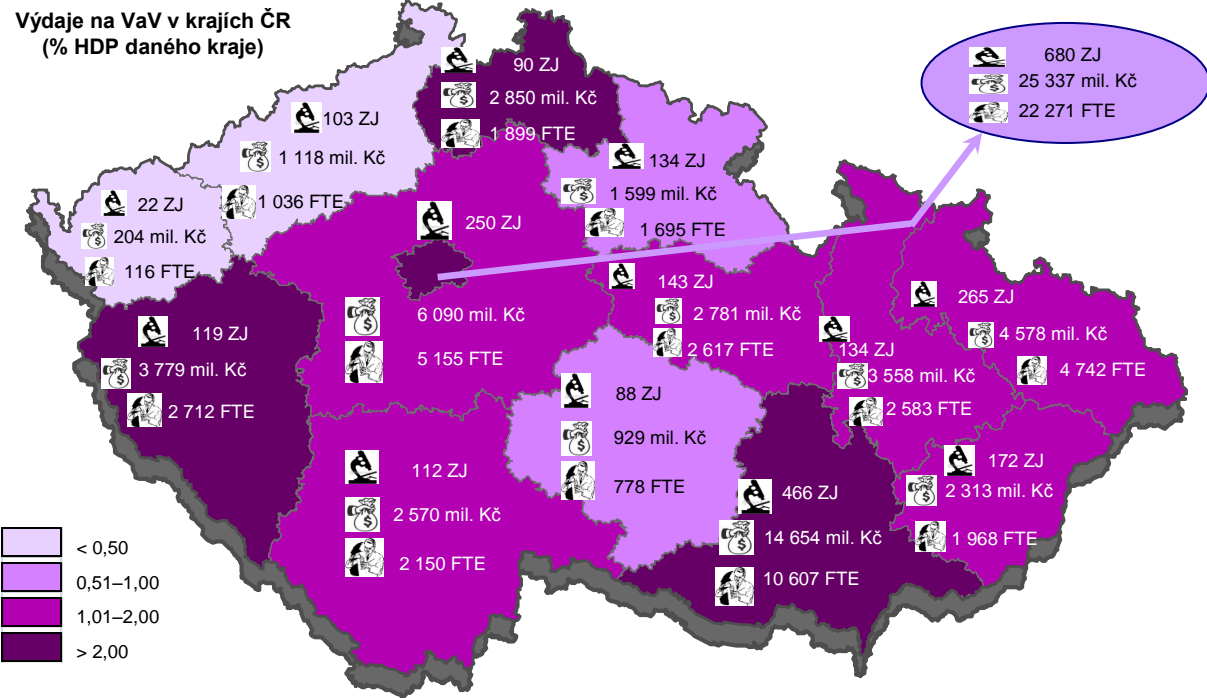 Výdaje na VaV v krajích ČR
(% HDP daného kraje)
680 ZJ
25 337 mil. Kč
22 271 FTE
90 ZJ
2 850 mil. Kč
1 899 FTE
103 ZJ
1 118 mil. Kč
1 036 FTE
134 ZJ
1 599 mil. Kč
1 695 FTE
22 ZJ
204 mil. Kč
116 FTE
250 ZJ
6 090 mil. Kč
5 155 FTE
143 ZJ
2 781 mil. Kč
2 617 FTE
265 ZJ
4 578 mil. Kč
4 742 FTE
119 ZJ
3 779 mil. Kč
2 712 FTE
134 ZJ
3 558 mil. Kč
2 583 FTE
88 ZJ
929 mil. Kč
778 FTE
112 ZJ
2 570 mil. Kč
2 150 FTE
466 ZJ
14 654 mil. Kč
10 607 FTE
172 ZJ
2 313 mil. Kč
1 968 FTE
< 0,50
0,51–1,00
1,01–2,00
> 2,00